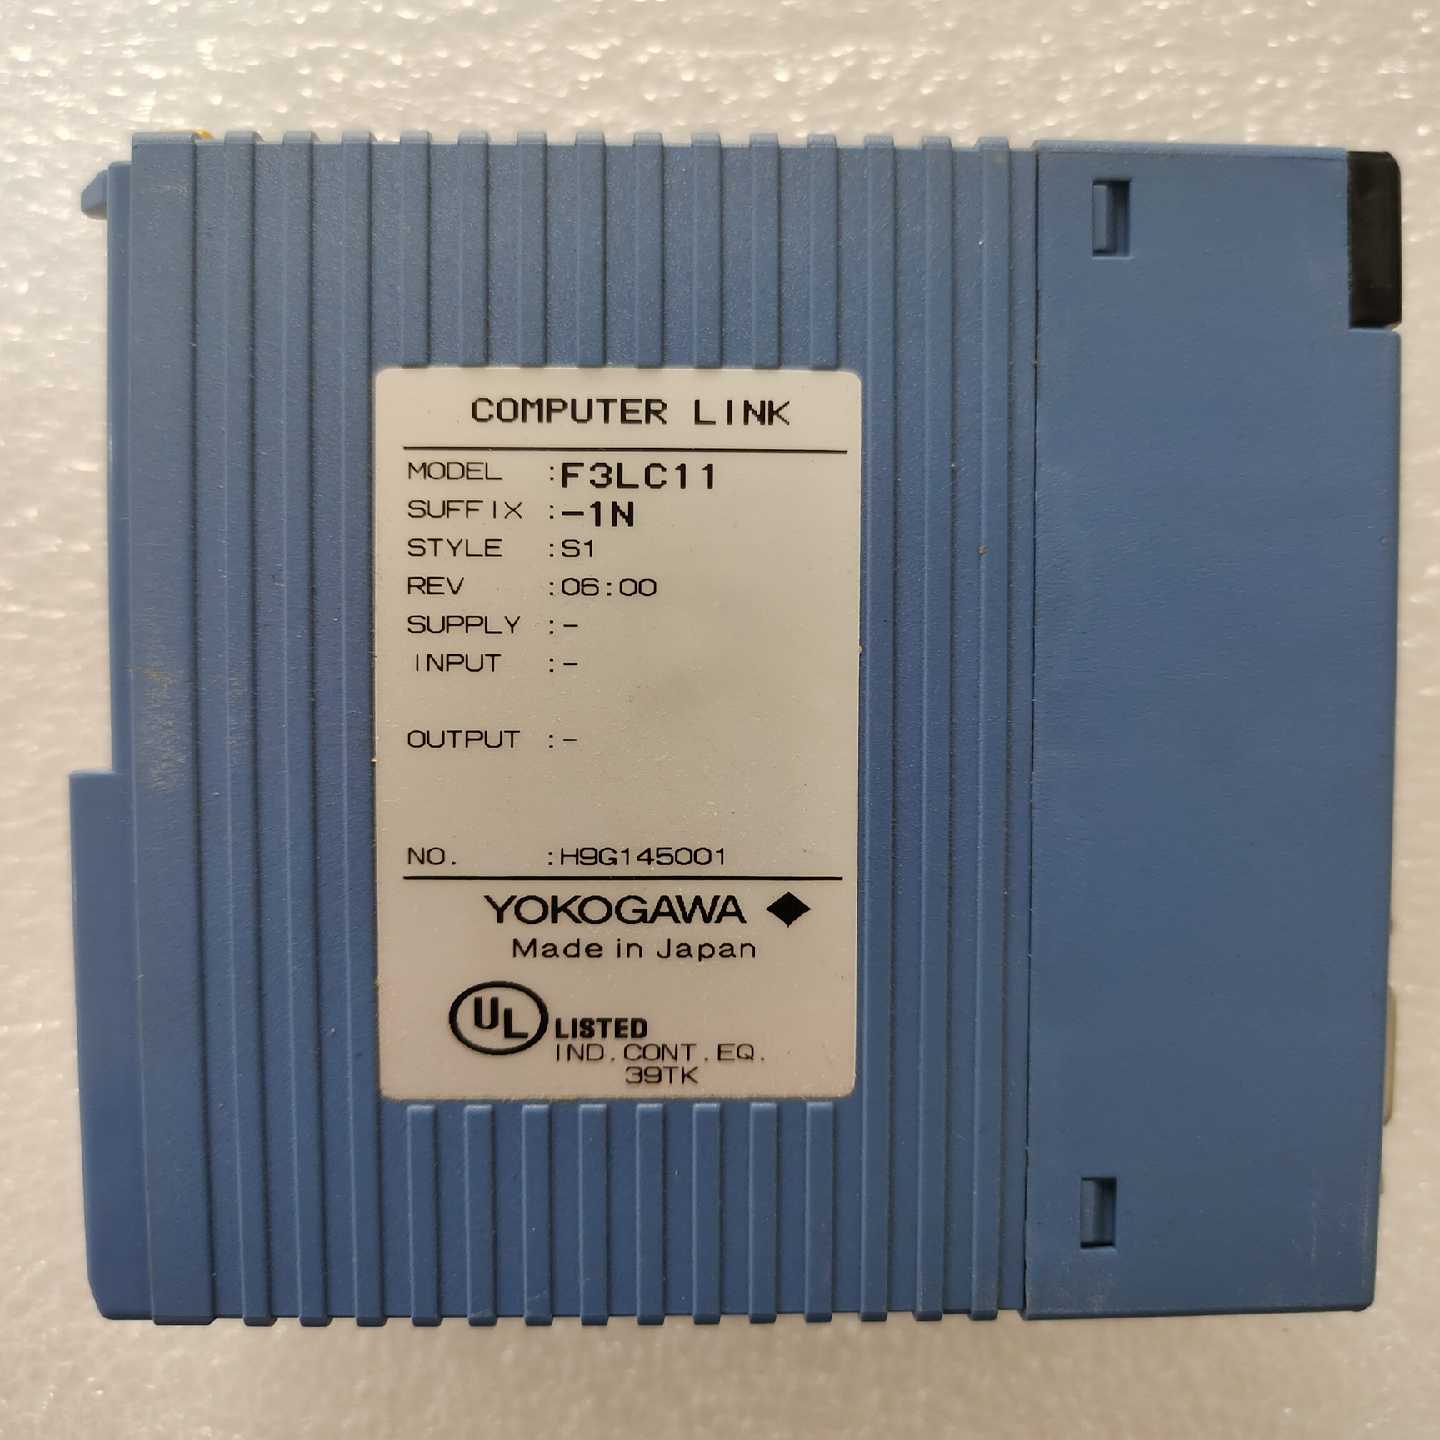 COMPUTER LINK
MODEL :F3LC11
SUFFIX :-1N
STYLE :S1
REV :06:00
SUPPLY :-
INPUT :-
OUTPUT :-
NO. :H9G145001
YOKOGAWA
Made in Japan
UL LISTED
IND.CONT.EQ.
39TK